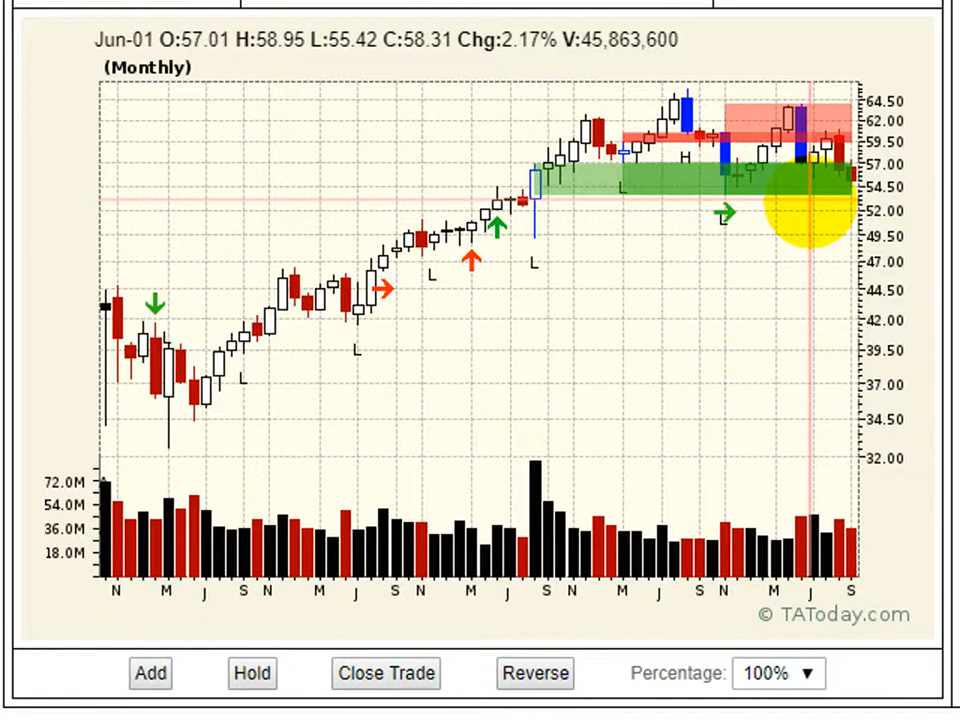 Jun-01 O:57.01 H:58.95 L:55.42 C:58.31 Chg:2.17% V:45,863,600
(Monthly)
64.50
62.00
59.50
57.00
54.50
52.00
49.50
47.00
44.50
42.00
39.50
37.00
34.50
32.00
H
L
L
L
L
L
L
72.0M
54.0M
36.0M
18.0M
N M J S N M J S N M J S N M J S N M J S
© TAToday.com
Add Hold Close Trade Reverse Percentage: 100% ▼